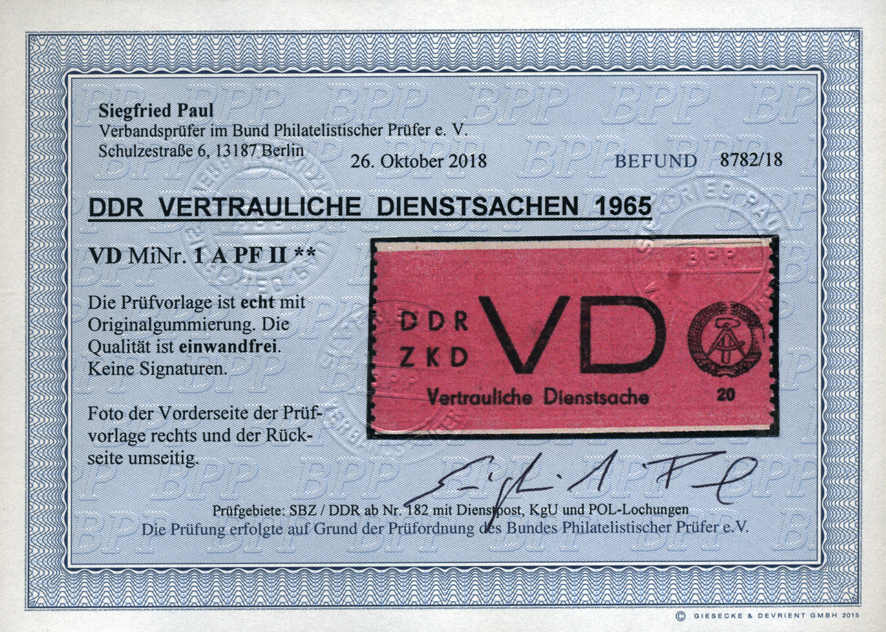 Siegfried Paul
Verbandsprüfer im Bund Philatelistischer Prüfer e. V.
Schulzestraße 6, 13187 Berlin
26. Oktober 2018
BEFUND 8782/18
DDR VERTRAULICHE DIENSTSACHEN 1965
VD MiNr. 1 A PF II **
Die Prüfvorlage ist echt mit
Originalgummierung. Die
Qualität ist einwandfrei.
Keine Signaturen.
Foto der Vorderseite der Prüf-
vorlage rechts und der Rück-
seite umseitig.
DDR
ZKD
VD
Vertrauliche Dienstsache
20
Prüfgebiete: SBZ / DDR ab Nr. 182 mit Dienstpost, KgU und POL-Lochungen
Die Prüfung erfolgte auf Grund der Prüfordnung des Bundes Philatelistischer Prüfer e.V.
© GIESECKE & DEVRIENT GMBH 2015